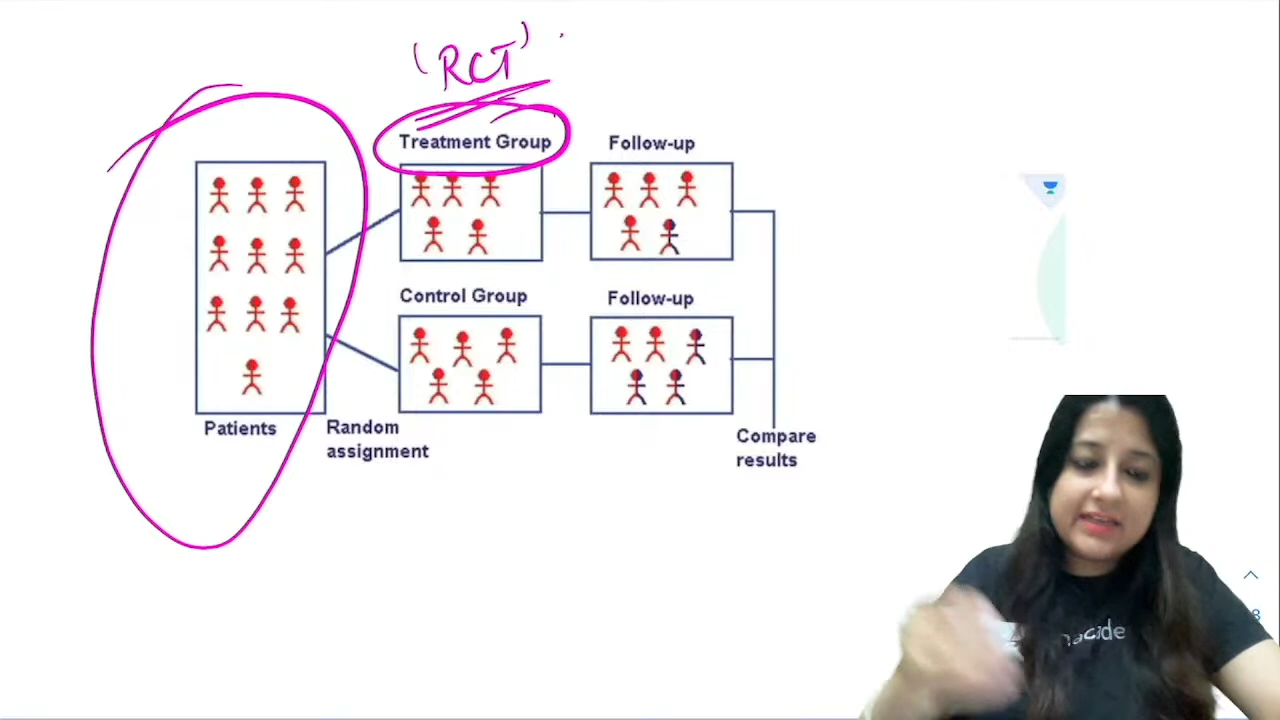 (RCT)
Treatment Group
Follow-up
Control Group
Follow-up
Patients
Random
assignment
Compare
results